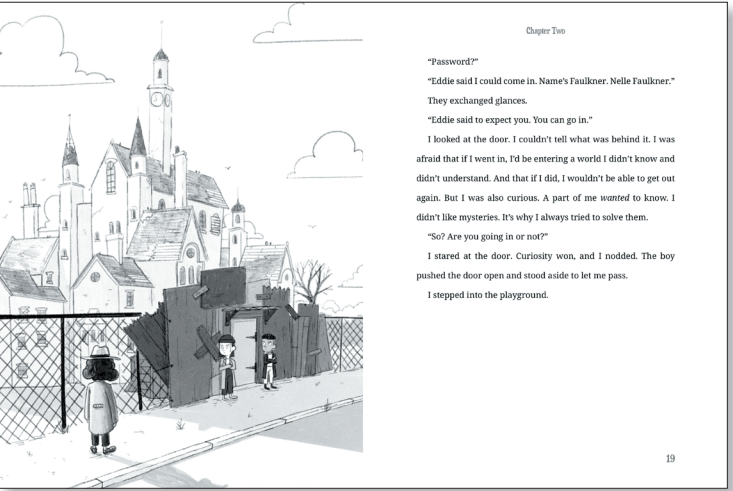 Chapter Two
“Password?”
“Eddie said I could come in. Name’s Faulkner. Nelle Faulkner.”
They exchanged glances.
“Eddie said to expect you. You can go in.”
I looked at the door. I couldn’t tell what was behind it. I was
afraid that if I went in, I’d be entering a world I didn’t know and
didn’t understand. And that if I did, I wouldn’t be able to get out
again. But I was also curious. A part of me wanted to know. I
didn’t like mysteries. It’s why I always tried to solve them.
“So? Are you going in or not?”
I stared at the door. Curiosity won, and I nodded. The boy
pushed the door open and stood aside to let me pass.
I stepped into the playground.
19